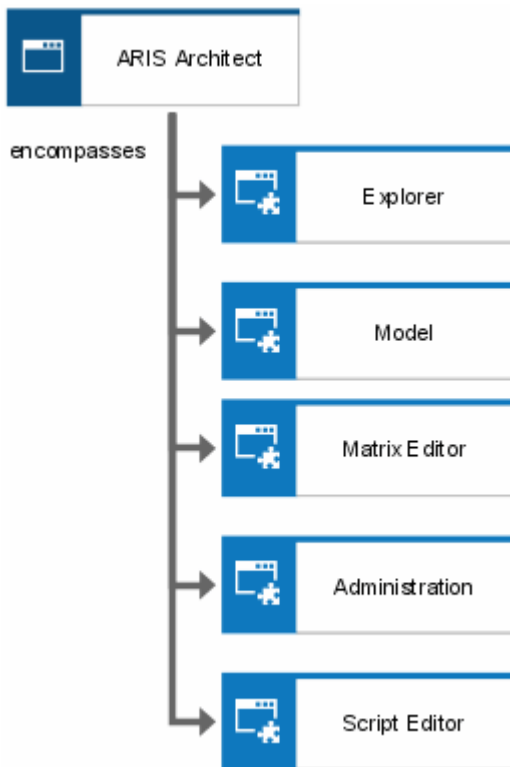 ARIS Architect
encompasses
Explorer
Model
Matrix Editor
Administration
Script Editor